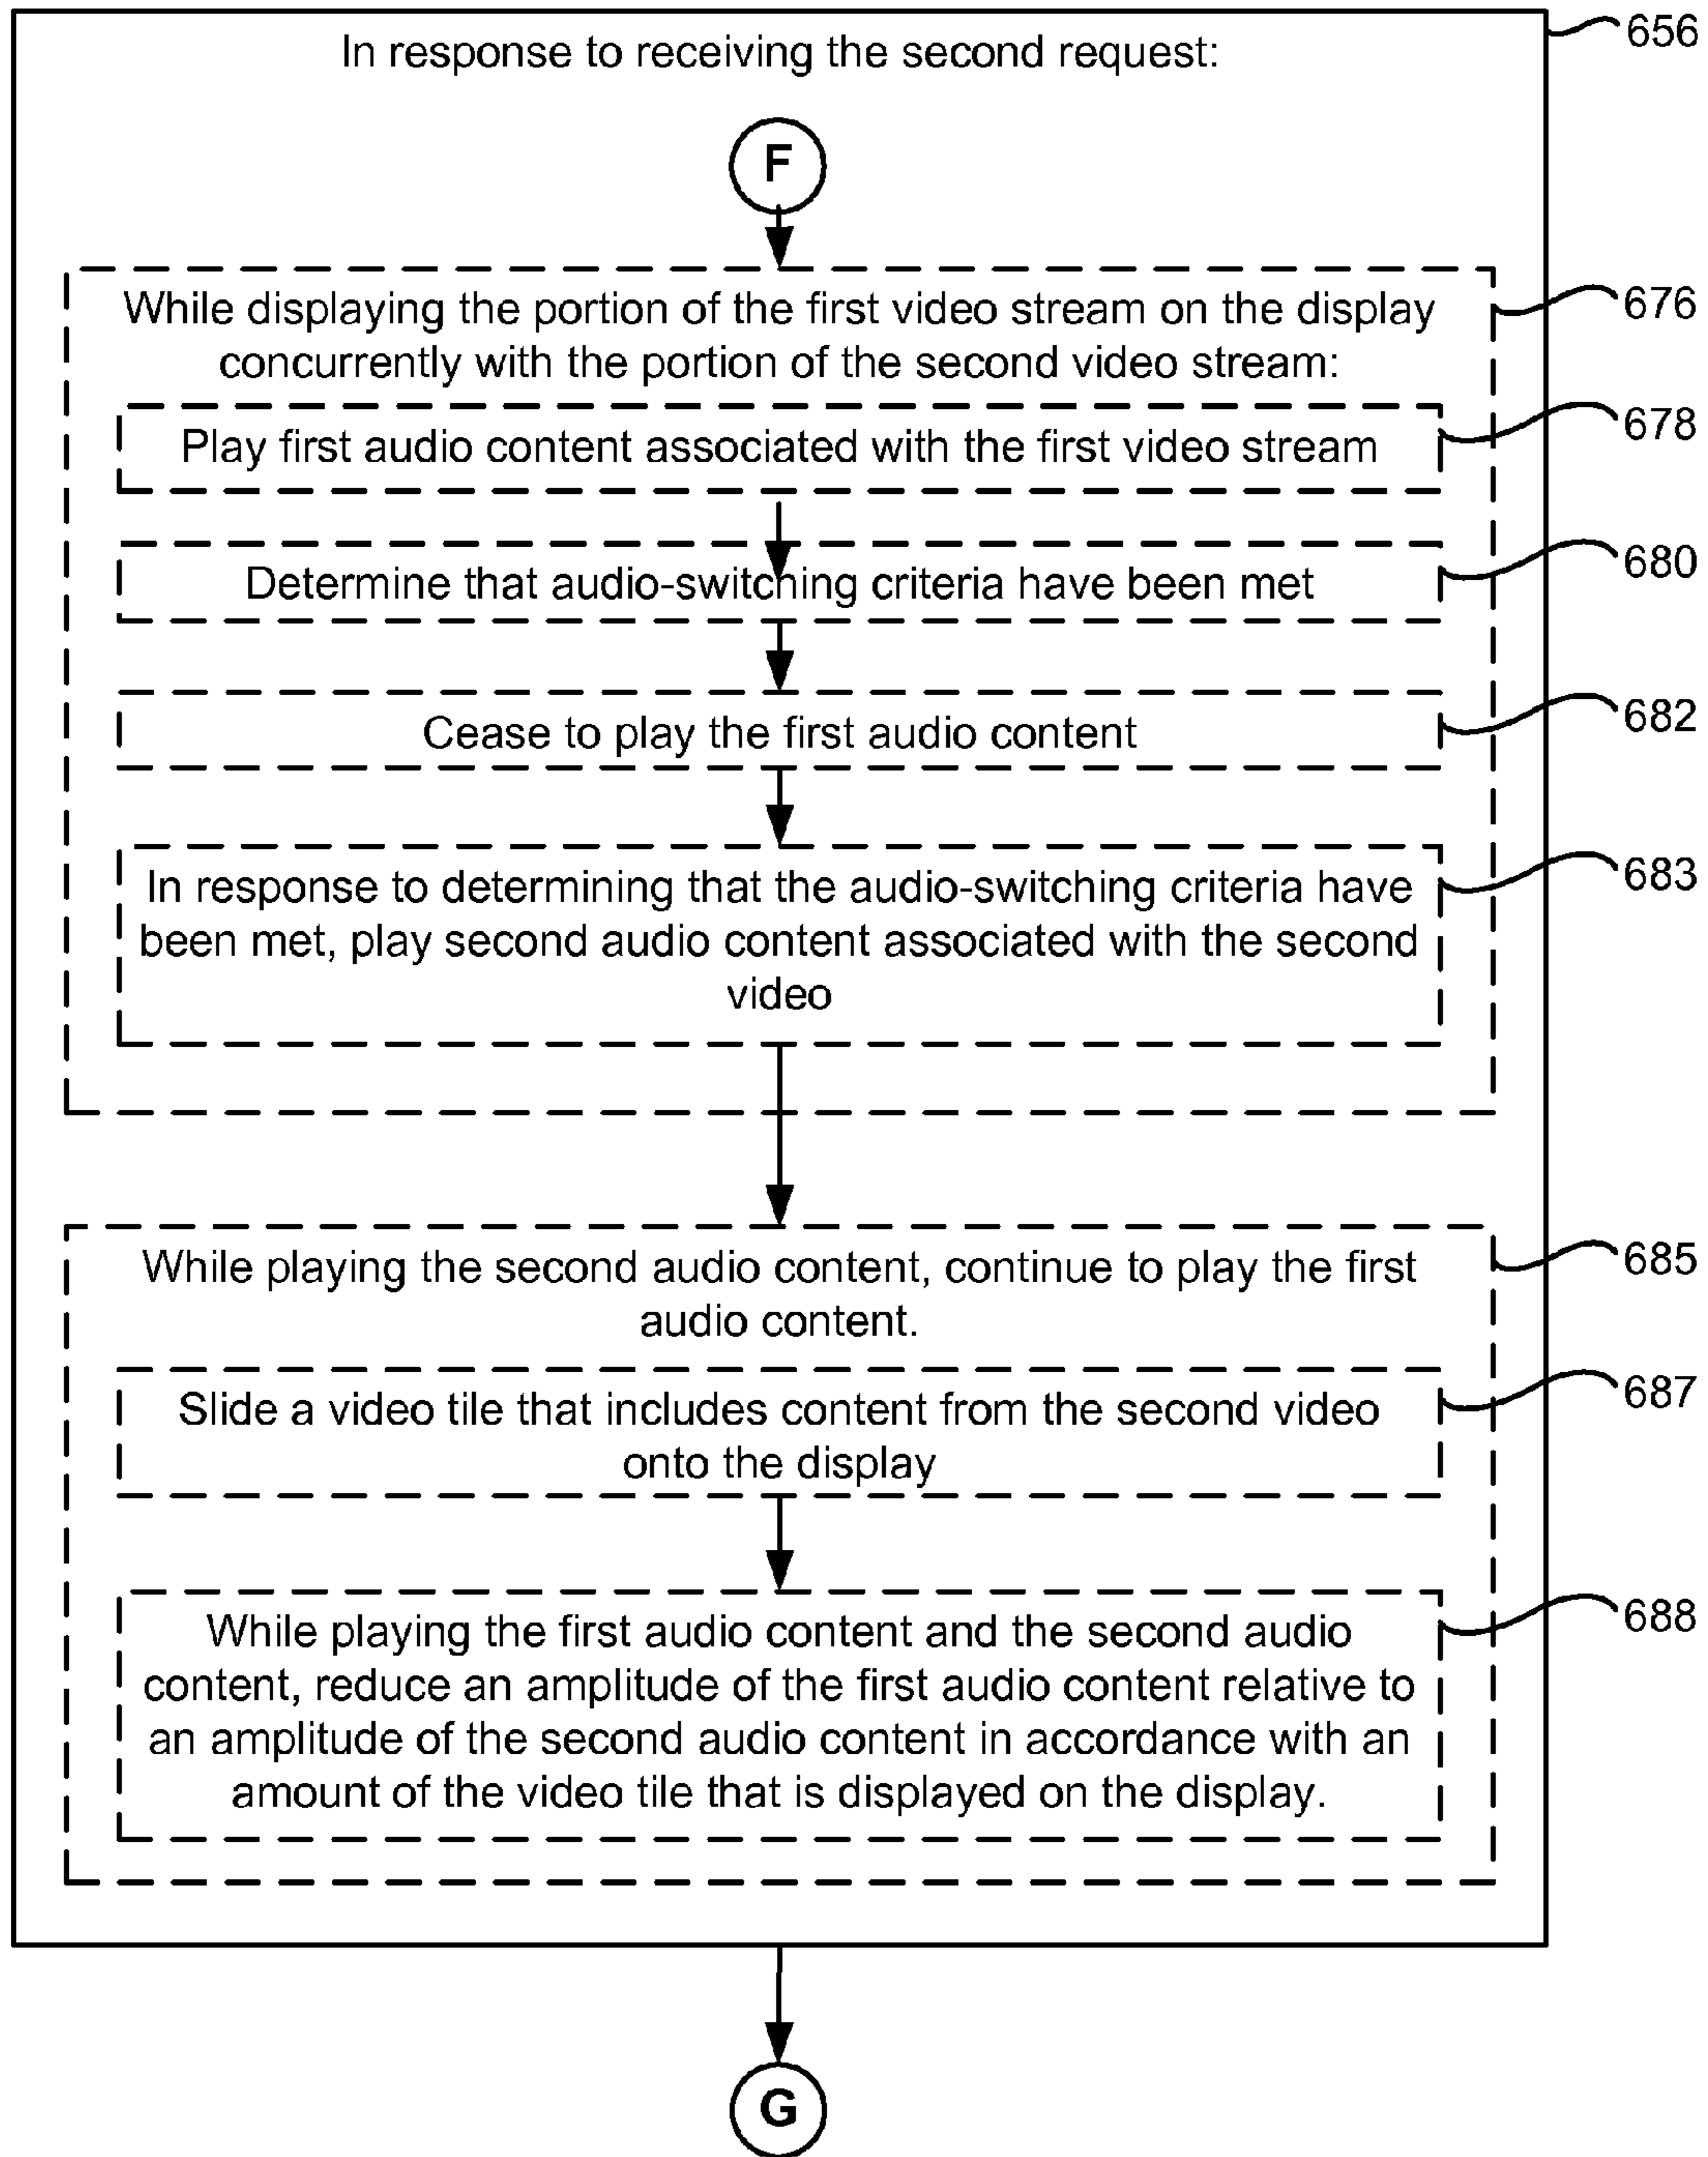 In response to receiving the second request:
656
F
While displaying the portion of the first video stream on the display
concurrently with the portion of the second video stream:
676
Play first audio content associated with the first video stream
678
Determine that audio-switching criteria have been met
680
Cease to play the first audio content
682
In response to determining that the audio-switching criteria have
been met, play second audio content associated with the second
video
683
While playing the second audio content, continue to play the first
audio content.
685
Slide a video tile that includes content from the second video
onto the display
687
While playing the first audio content and the second audio
content, reduce an amplitude of the first audio content relative to
an amplitude of the second audio content in accordance with an
amount of the video tile that is displayed on the display.
688
G